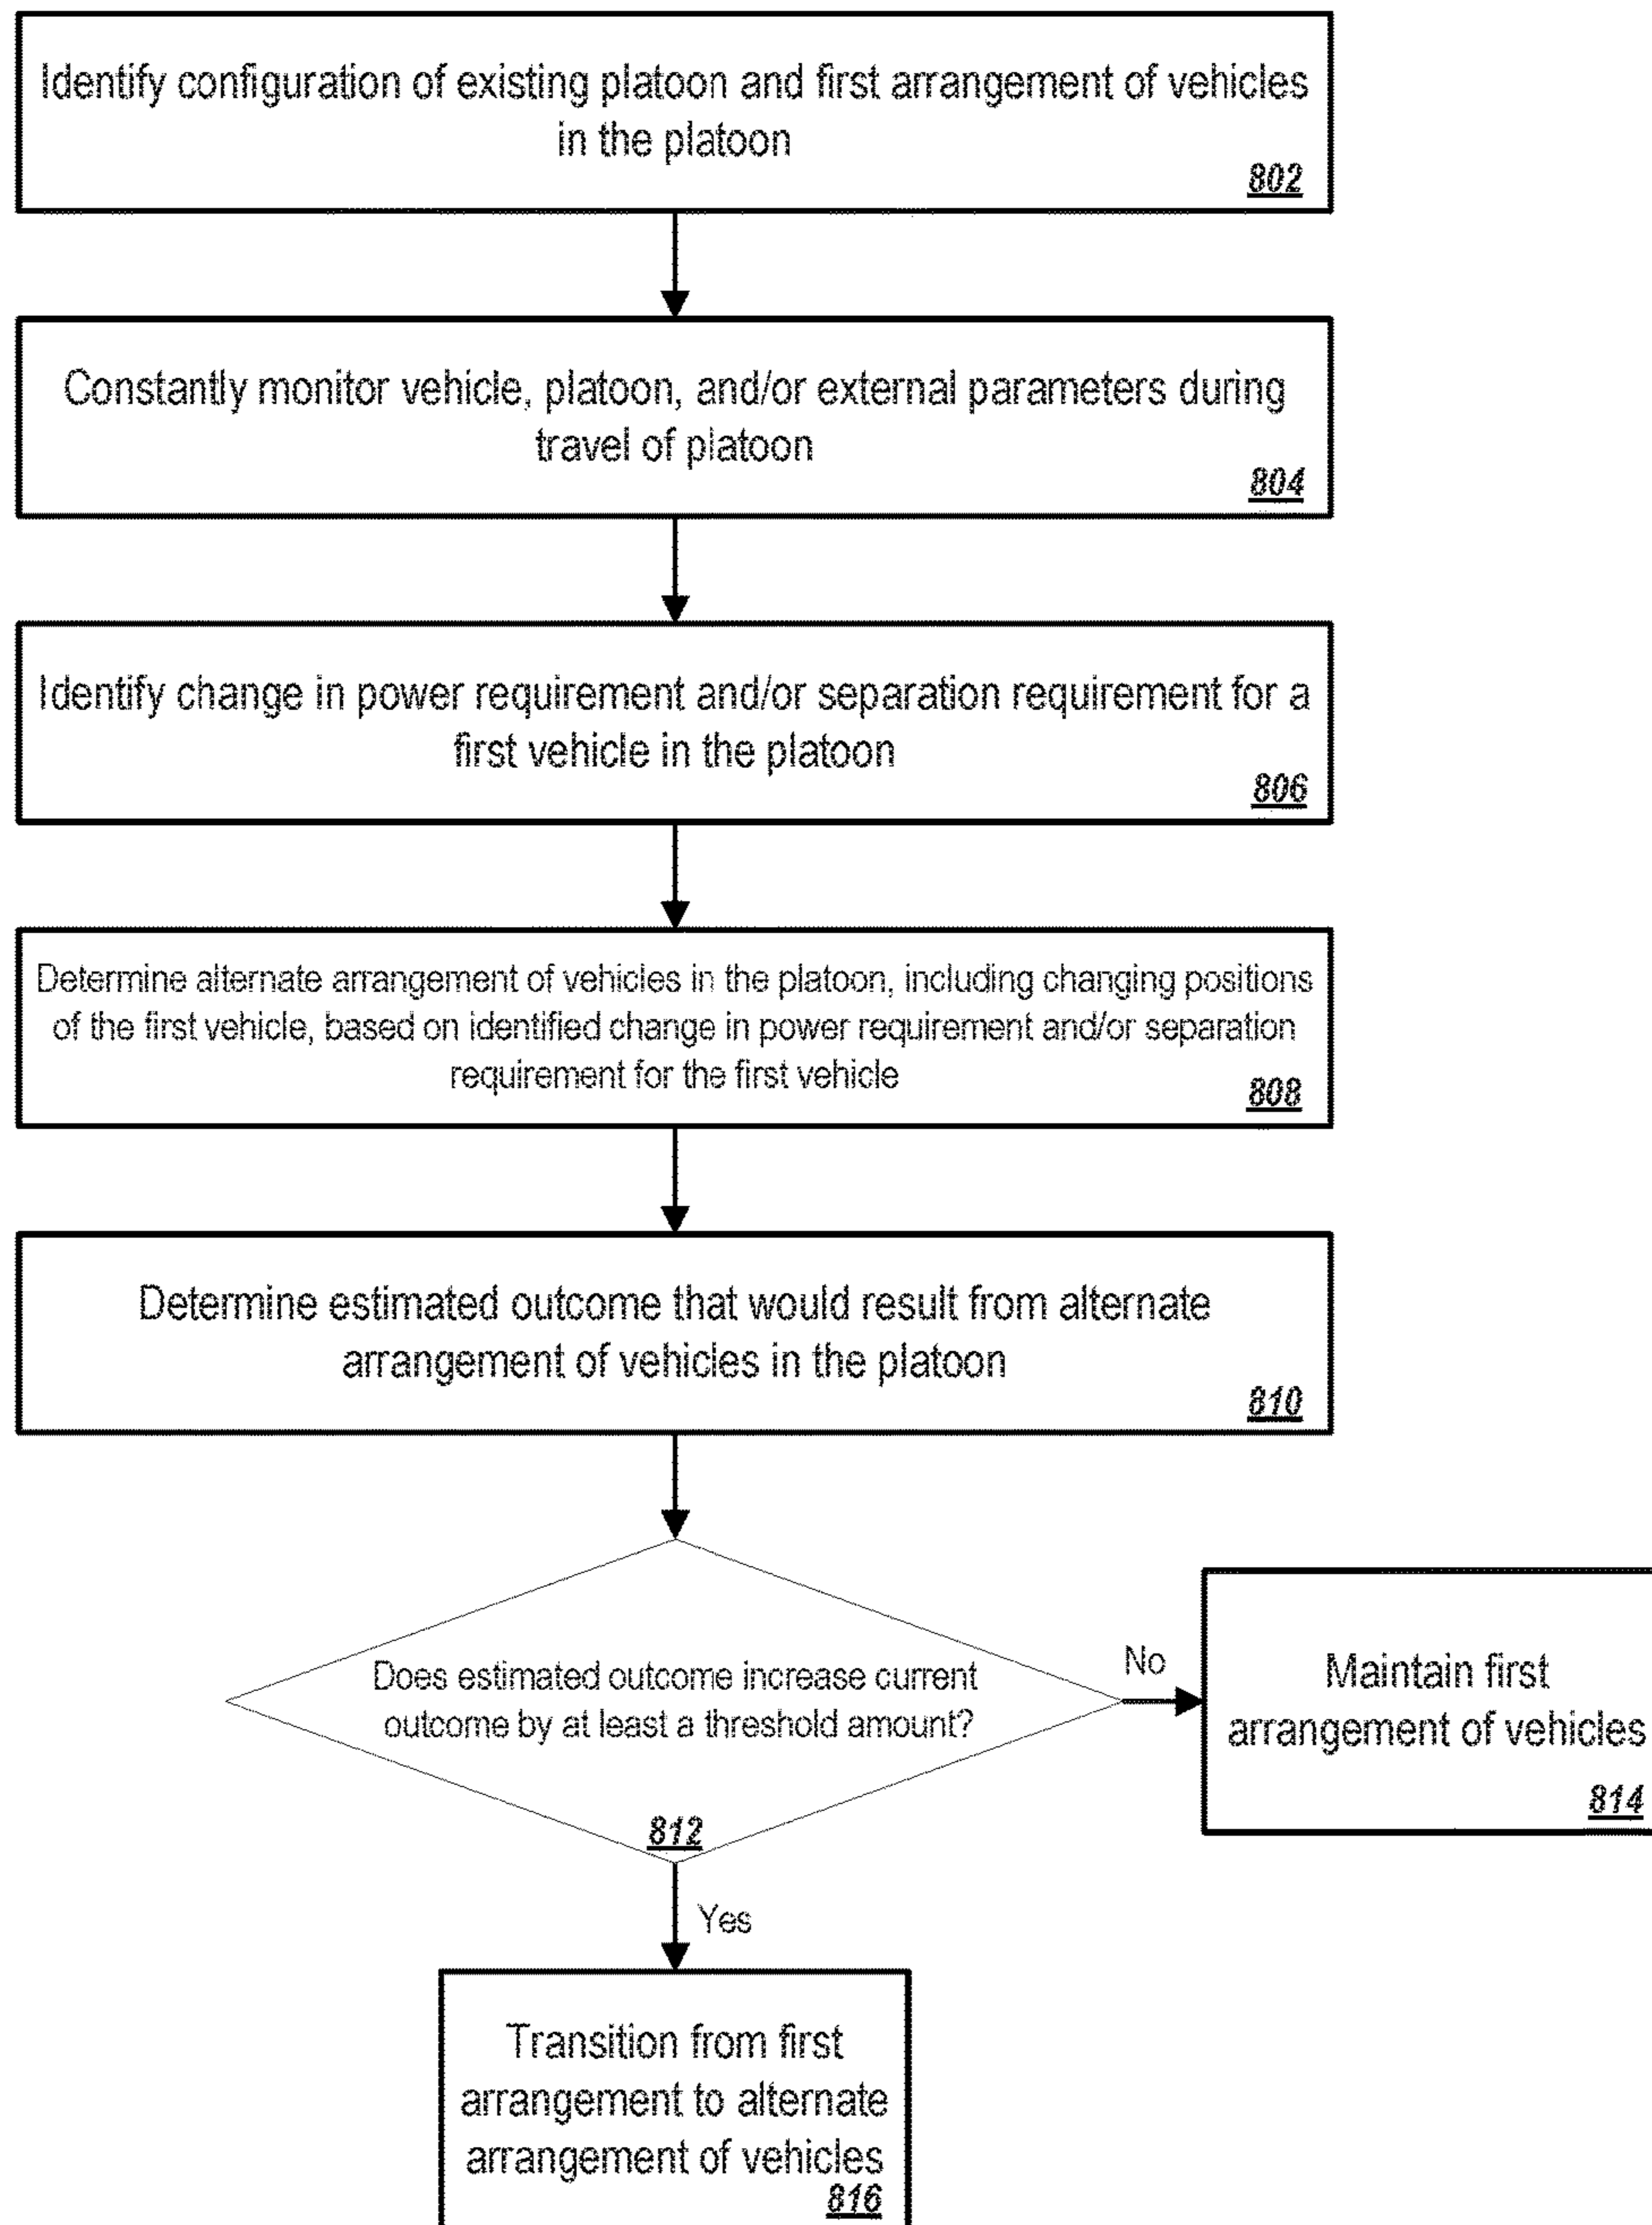 Identify configuration of existing platoon and first arrangement of vehicles
in the platoon
802
Constantly monitor vehicle, platoon, and/or external parameters during
travel of platoon
804
Identify change in power requirement and/or separation requirement for a
first vehicle in the platoon
806
Determine alternate arrangement of vehicles in the platoon, including changing positions
of the first vehicle, based on identified change in power requirement and/or separation
requirement for the first vehicle
808
Determine estimated outcome that would result from alternate
arrangement of vehicles in the platoon
810
Does estimated outcome increase current
outcome by at least a threshold amount?
812
No
Maintain first
arrangement of vehicles
814
Yes
Transition from first
arrangement to alternate
arrangement of vehicles
816